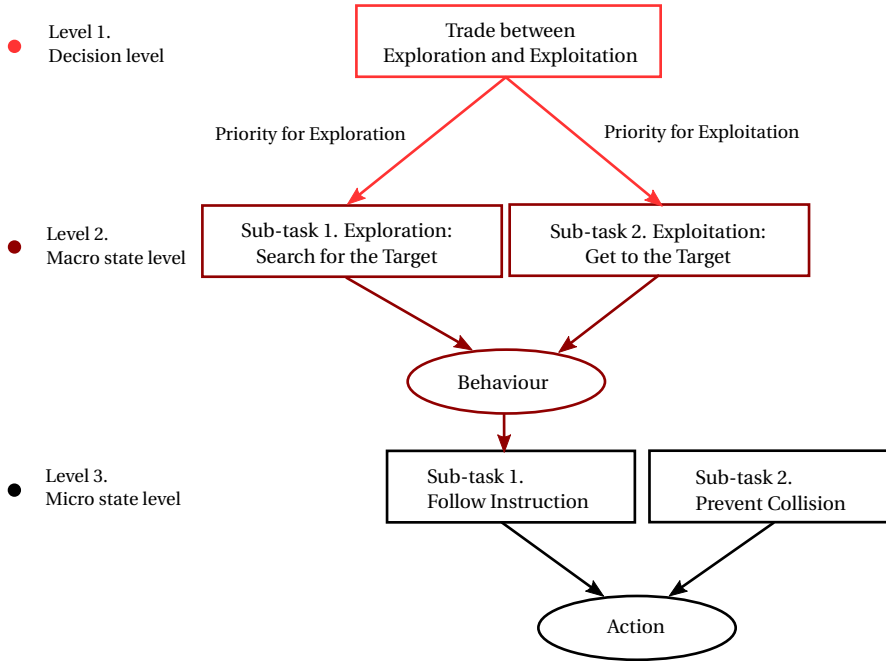 Level 1.
Decision level
Trade between
Exploration and Exploitation
Priority for Exploration
Priority for Exploitation
Level 2.
Macro state level
Sub-task 1. Exploration:
Search for the Target
Sub-task 2. Exploitation:
Get to the Target
Behaviour
Level 3.
Micro state level
Sub-task 1.
Follow Instruction
Sub-task 2.
Prevent Collision
Action